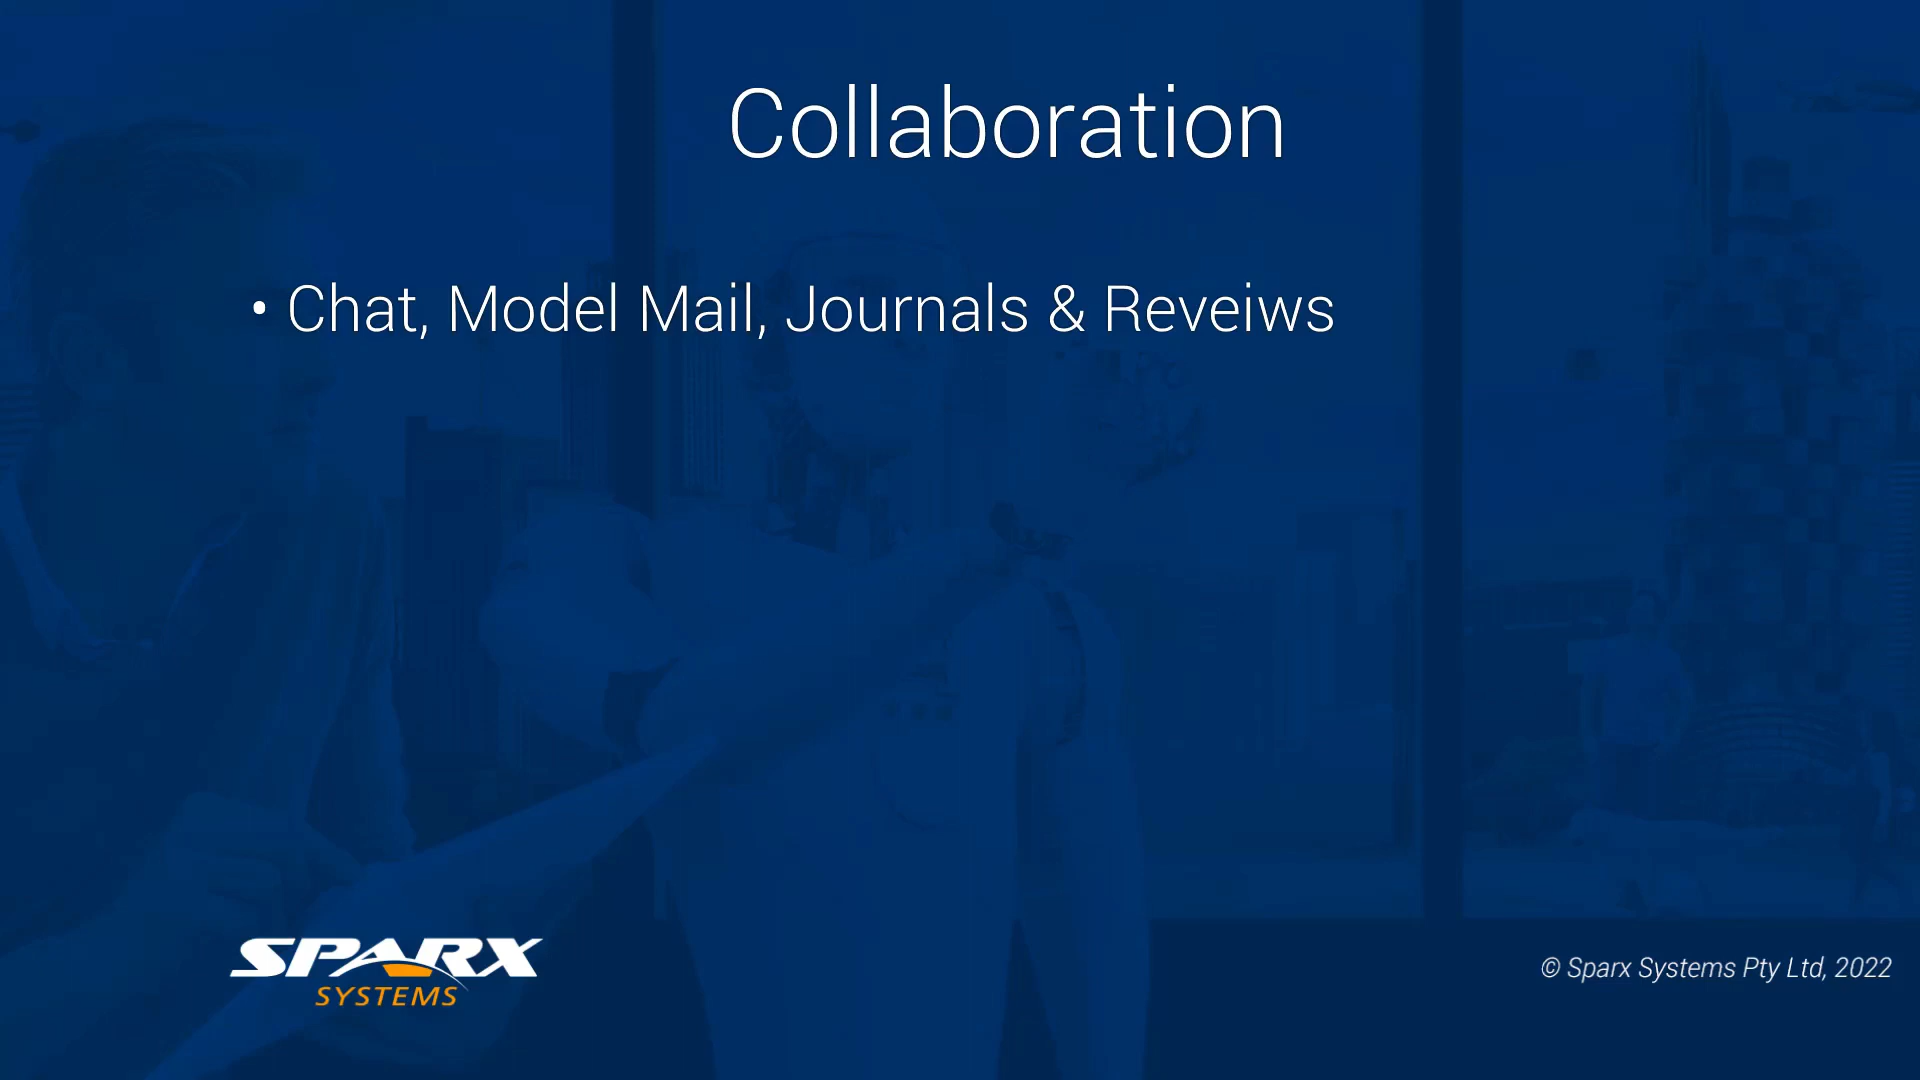 Collaboration
• Chat, Model Mail, Journals & Reveiws
SPARX
SYSTEMS
© Sparx Systems Pty Ltd, 2022